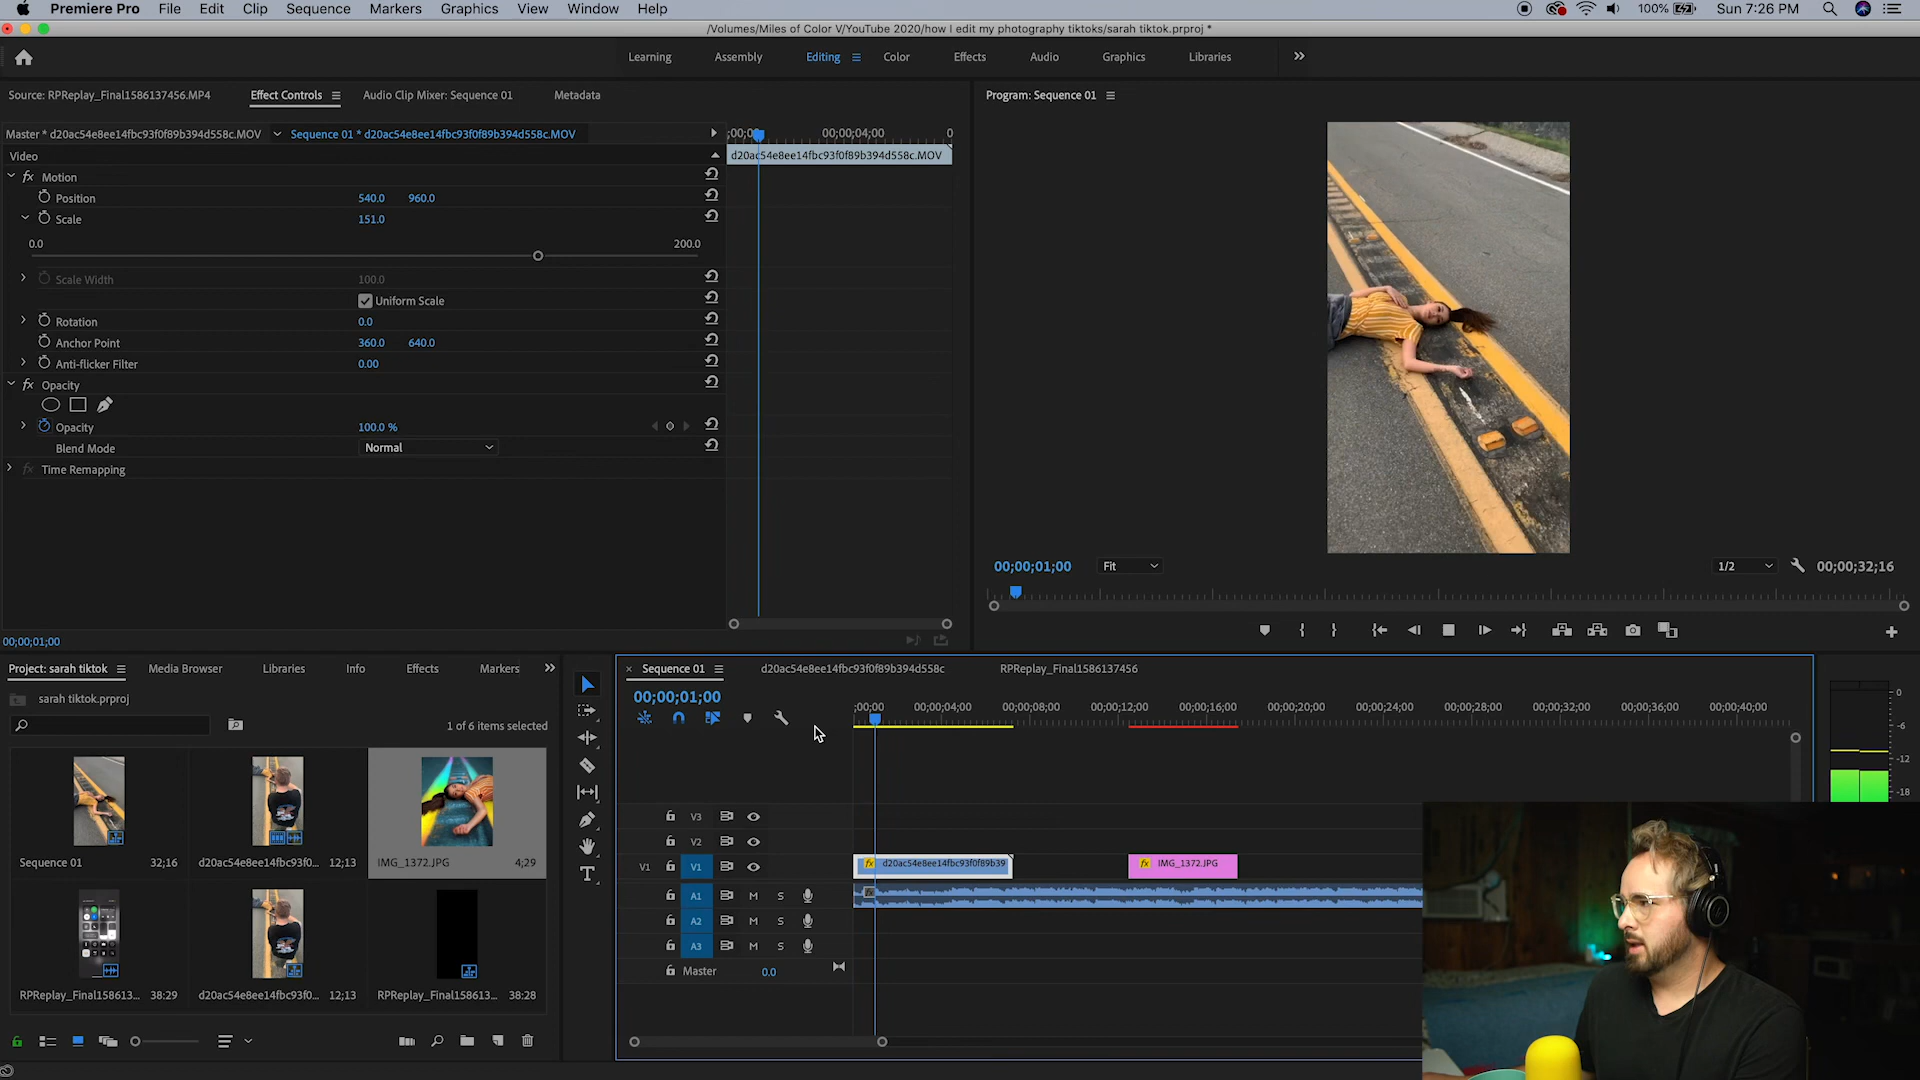 Premiere Pro File Edit Clip Sequence Markers Graphics View Window Help 100% Sun 7:26 PM
/Volumes/Miles of Color V/YouTube 2020/how I edit my photography tiktoks/sarah tiktok.prproj *
Learning Assembly Editing Color Effects Audio Graphics Libraries
Source: RPReplay_Final1586137456.MP4 Effect Controls Audio Clip Mixer: Sequence 01 Metadata
Program: Sequence 01
Master * d20ac54e8ee14fbc93f0f89b394d558c.MOV Sequence 01 * d20ac54e8ee14fbc93f0f89b394d558c.MOV
;00;00 00;00;04;00 0
Video
d20ac54e8ee14fbc93f0f89b394d558c.MOV
Motion
Position 540.0 960.0
Scale 151.0
0.0 200.0
Scale Width 100.0
Uniform Scale
Rotation 0.0
Anchor Point 360.0 640.0
Anti-flicker Filter 0.00
Opacity
Opacity 100.0 %
Blend Mode Normal
Time Remapping
00;00;01;00
00;00;01;00 Fit 1/2 00;00;32;16
Project: sarah tiktok Media Browser Libraries Info Effects Markers
sarah tiktok.prproj
1 of 6 items selected
Sequence 01 32;16 d20ac54e8ee14fbc93f0... 12;13 IMG_1372.JPG 4;29
RPReplay_Final158613... 38:29 d20ac54e8ee14fbc93f0... 12;13 RPReplay_Final158613... 38:28
Sequence 01 d20ac54e8ee14fbc93f0f89b394d558c RPReplay_Final1586137456
00;00;01;00
;00;00 00;00;04;00 00;00;08;00 00;00;12;00 00;00;16;00 00;00;20;00 00;00;24;00 00;00;28;00 00;00;32;00 00;00;36;00 00;00;40;00
V3
V2
V1 V1 d20ac54e8ee14fbc93f0f89b39 IMG_1372.JPG
A1 M S
A2 M S
A3 M S
Master 0.0
0
-6
-12
-18